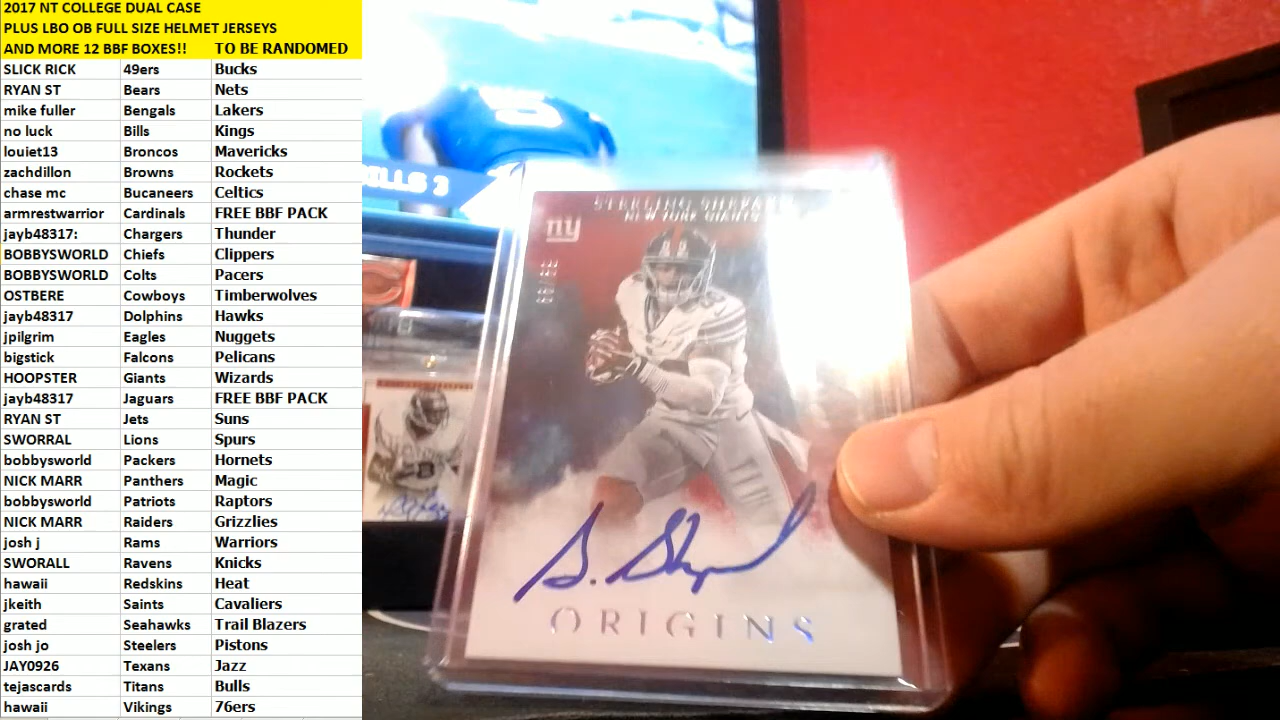 2017 NT COLLEGE DUAL CASE
PLUS LBO OB FULL SIZE HELMET JERSEYS
AND MORE 12 BBF BOXES!! TO BE RANDOMED
SLICK RICK 49ers Bucks
RYAN ST Bears Nets
mike fuller Bengals Lakers
no luck Bills Kings
louiet13 Broncos Mavericks
zachdillon Browns Rockets
chase mc Bucaneers Celtics
armrestwarrior Cardinals FREE BBF PACK
jayb48317: Chargers Thunder
BOBBYSWORLD Chiefs Clippers
BOBBYSWORLD Colts Pacers
OSTBERE Cowboys Timberwolves
jayb48317 Dolphins Hawks
jpilgrim Eagles Nuggets
bigstick Falcons Pelicans
HOOPSTER Giants Wizards
jayb48317 Jaguars FREE BBF PACK
RYAN ST Jets Suns
SWORRAL Lions Spurs
bobbysworld Packers Hornets
NICK MARR Panthers Magic
bobbysworld Patriots Raptors
NICK MARR Raiders Grizzlies
josh j Rams Warriors
SWORALL Ravens Knicks
hawaii Redskins Heat
jkeith Saints Cavaliers
grated Seahawks Trail Blazers
josh jo Steelers Pistons
JAY0926 Texans Jazz
tejascards Titans Bulls
hawaii Vikings 76ers
STERLING SHEPARD
NEW YORK GIANTS
ny
S. Shepard
ORIGINS